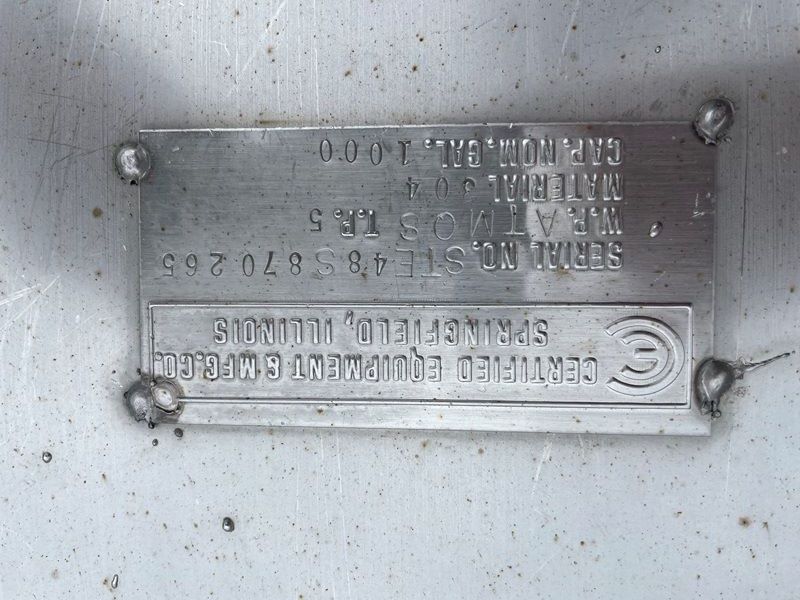 CERTIFIED EQUIPMENT & MFG. CO.
SPRINGFIELD, ILLINOIS
SERIAL NO. STE48S870265
W.P. ATMOS T.P. 5
MATERIAL 304
CAP. NOM. GAL. 1000